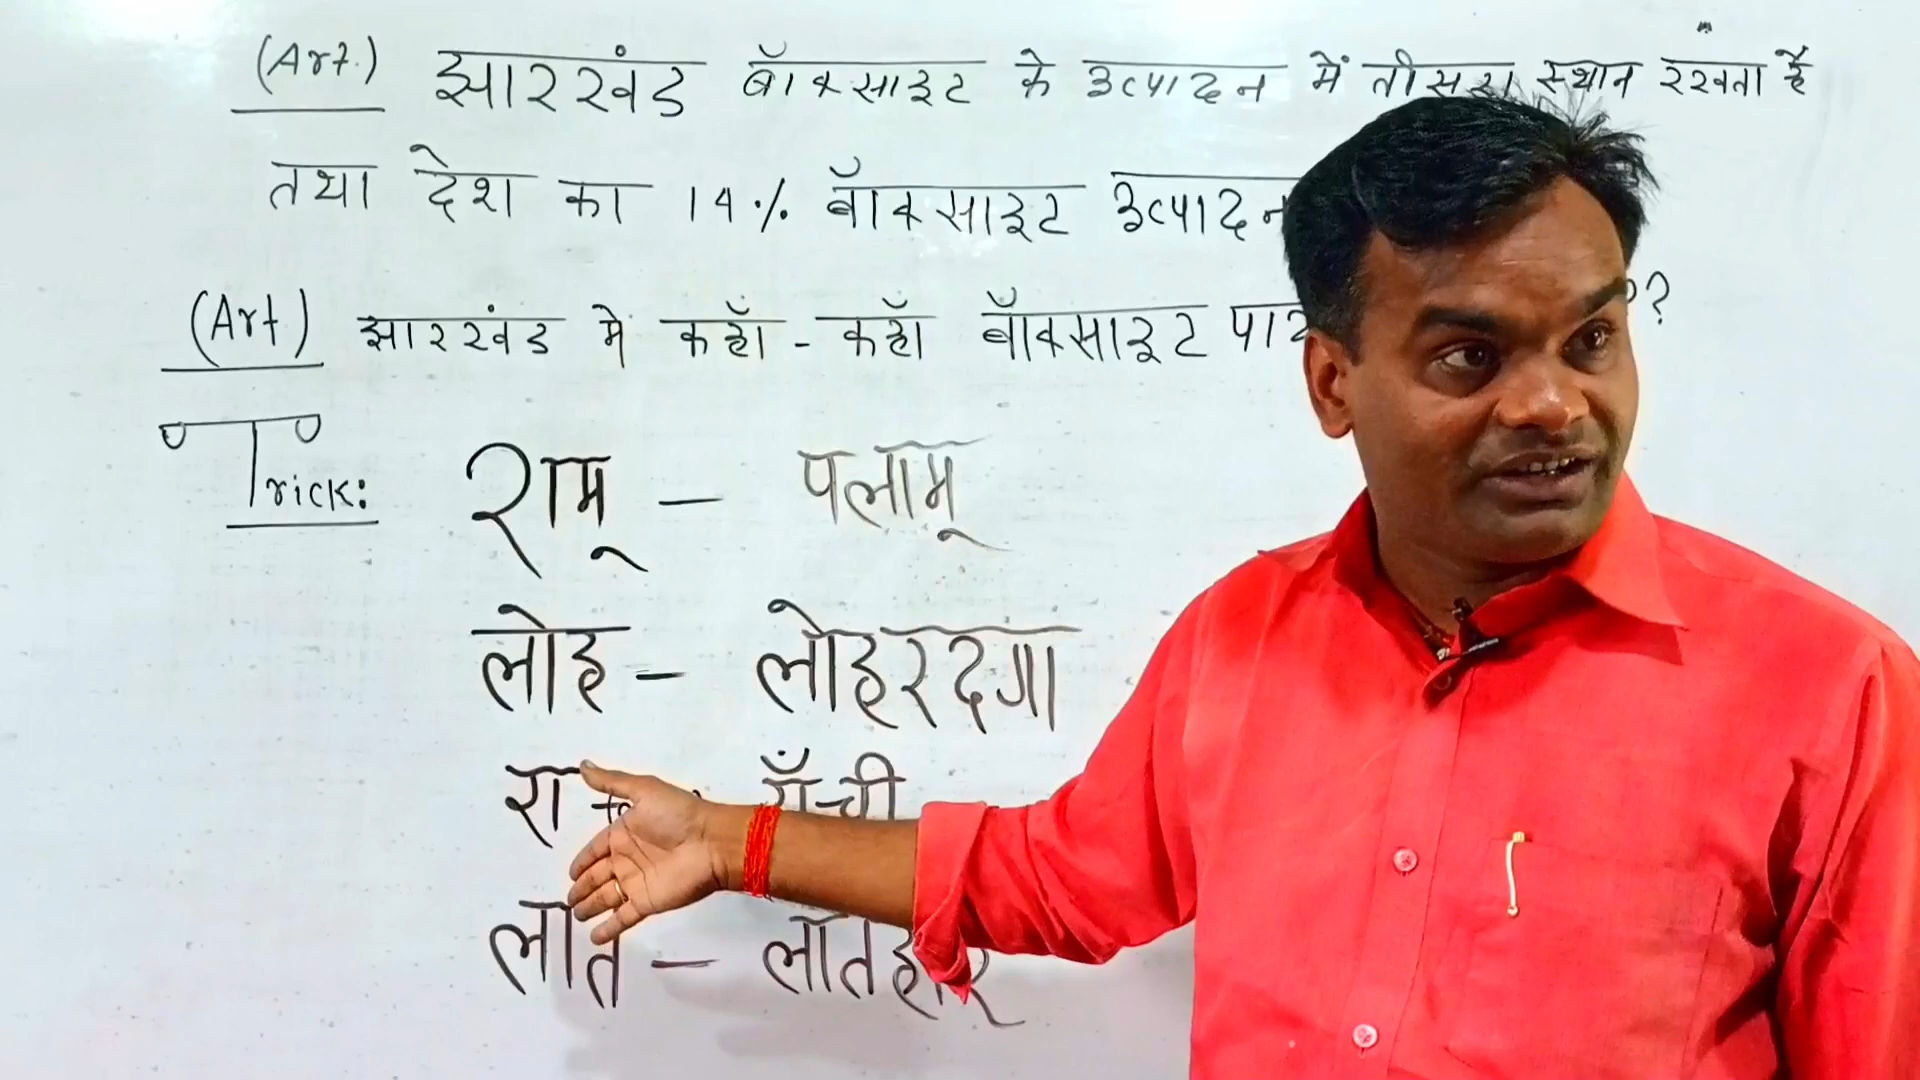 (Art.) झारखंड बॉक्साइट के उत्पादन में तीसरा स्थान रखता है
तथा देश का 14% बॉक्साइट उत्पादन
(Art) झारखंड में कहाँ - कहाँ बॉक्साइट ?
Trick: रामू - पलामू
लोह - लोहरदगा
रा राँची
लात - लातेहार